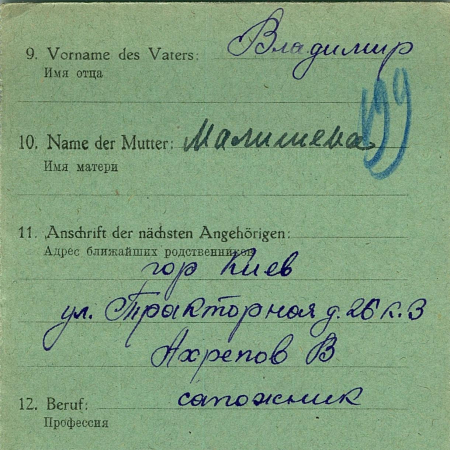 9. Vorname des Vaters: Владимир
Имя отца
10. Name der Mutter: Малишева
Имя матери
11. Anschrift der nächsten Angehörigen:
Адрес ближайших родственников
гор Киев
ул. Тракторная д. 26 к. 3
Ахрепов В
12. Beruf: сапожник
Профессия